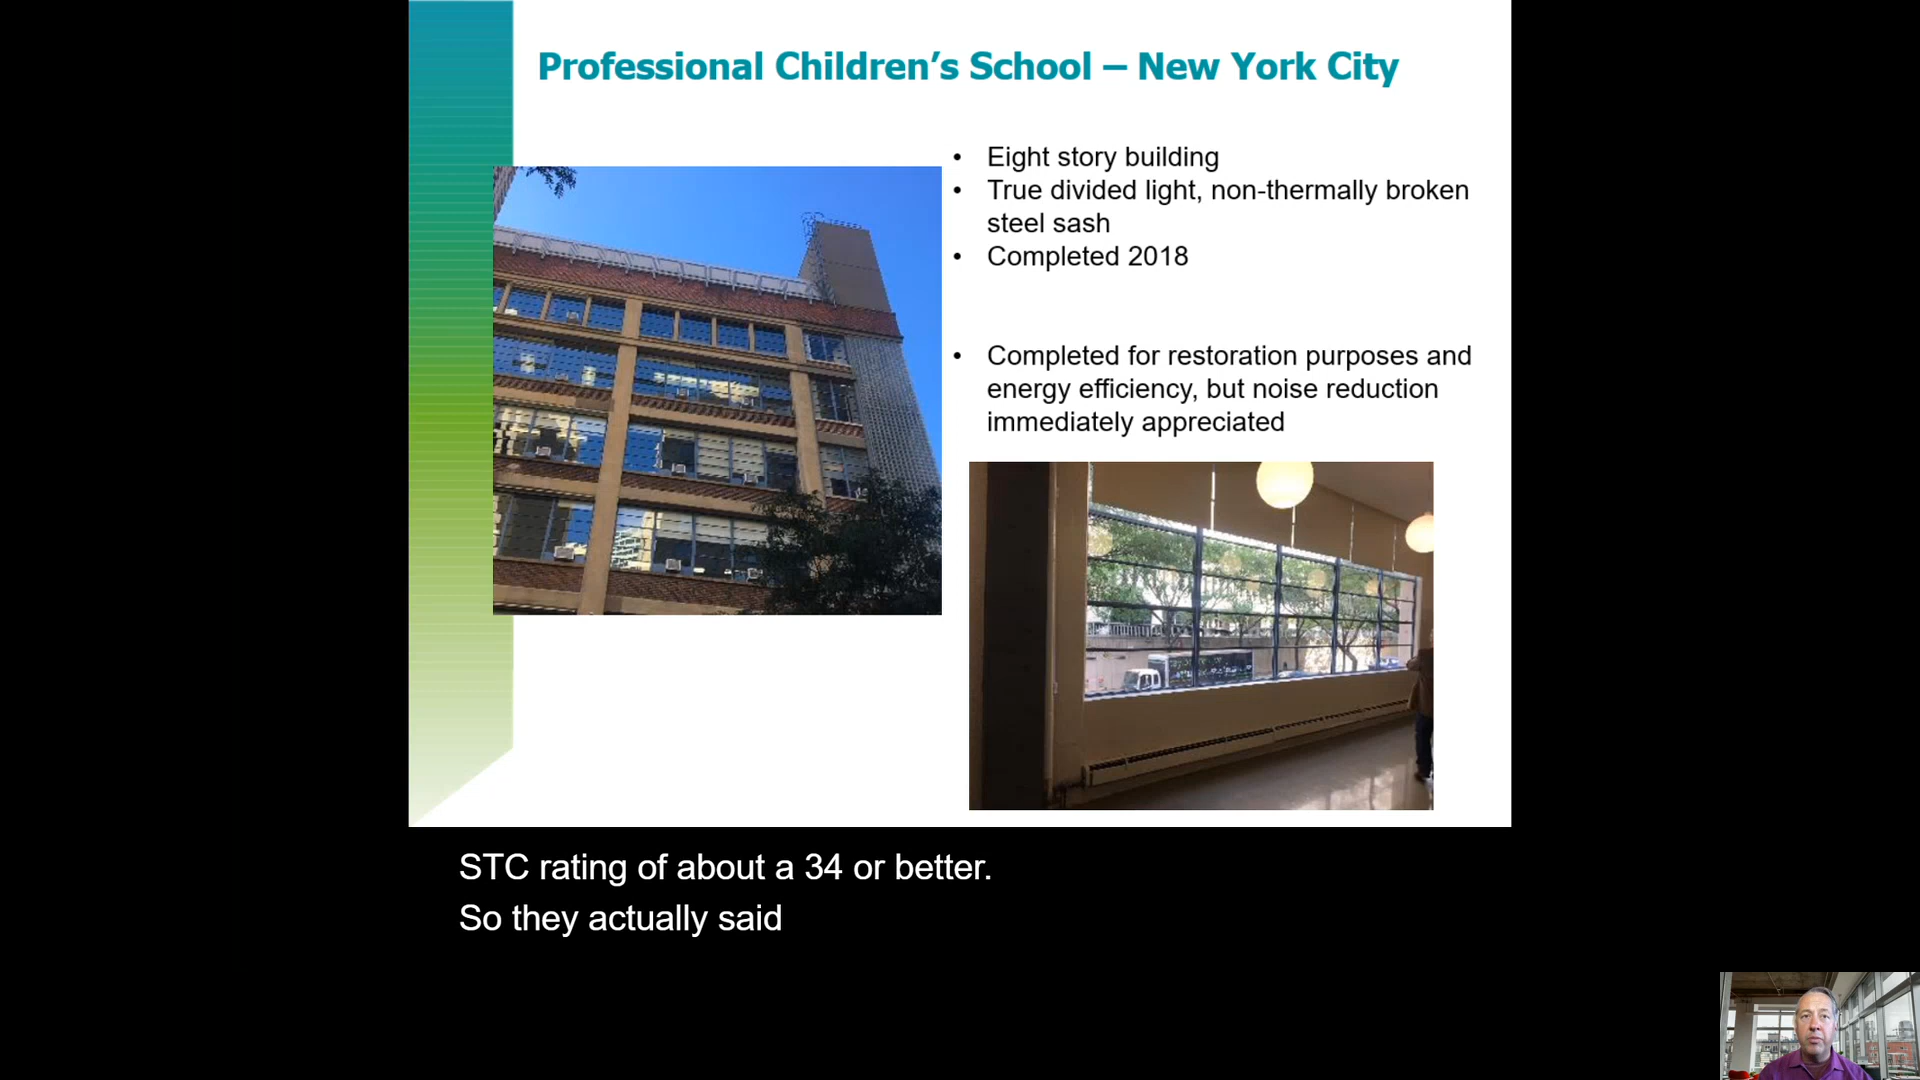 Professional Children’s School – New York City
• Eight story building
• True divided light, non-thermally broken
steel sash
• Completed 2018
• Completed for restoration purposes and
energy efficiency, but noise reduction
immediately appreciated
STC rating of about a 34 or better.
So they actually said